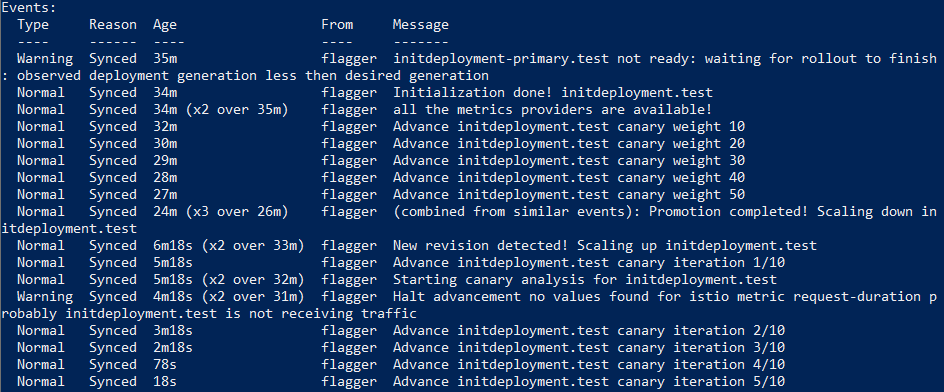 Events:
Type Reason Age From Message
---- ------ ---- ---- -------
Warning Synced 35m flagger initdeployment-primary.test not ready: waiting for rollout to finish
: observed deployment generation less then desired generation
Normal Synced 34m flagger Initialization done! initdeployment.test
Normal Synced 34m (x2 over 35m) flagger all the metrics providers are available!
Normal Synced 32m flagger Advance initdeployment.test canary weight 10
Normal Synced 30m flagger Advance initdeployment.test canary weight 20
Normal Synced 29m flagger Advance initdeployment.test canary weight 30
Normal Synced 28m flagger Advance initdeployment.test canary weight 40
Normal Synced 27m flagger Advance initdeployment.test canary weight 50
Normal Synced 24m (x3 over 26m) flagger (combined from similar events): Promotion completed! Scaling down in
itdeployment.test
Normal Synced 6m18s (x2 over 33m) flagger New revision detected! Scaling up initdeployment.test
Normal Synced 5m18s flagger Advance initdeployment.test canary iteration 1/10
Normal Synced 5m18s (x2 over 32m) flagger Starting canary analysis for initdeployment.test
Warning Synced 4m18s (x2 over 31m) flagger Halt advancement no values found for istio metric request-duration p
robably initdeployment.test is not receiving traffic
Normal Synced 3m18s flagger Advance initdeployment.test canary iteration 2/10
Normal Synced 2m18s flagger Advance initdeployment.test canary iteration 3/10
Normal Synced 78s flagger Advance initdeployment.test canary iteration 4/10
Normal Synced 18s flagger Advance initdeployment.test canary iteration 5/10